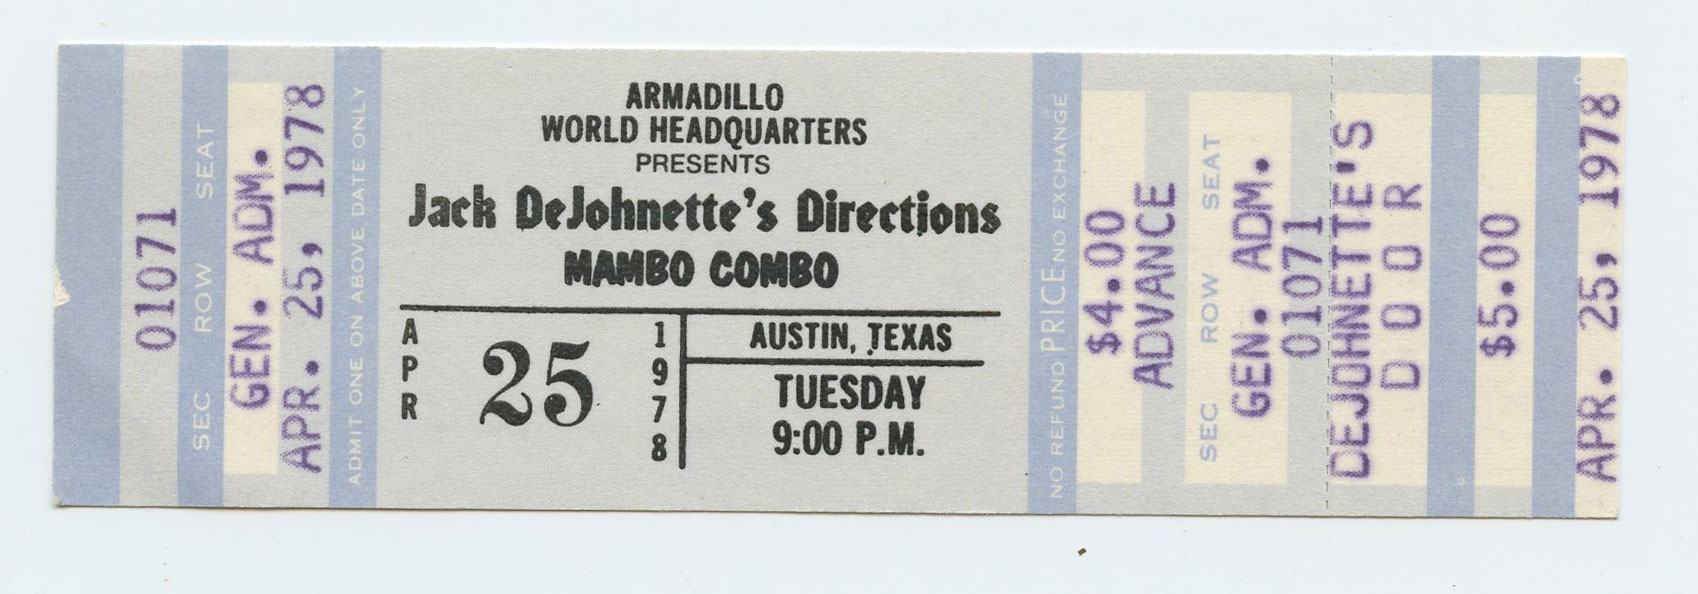 01071
SEC ROW SEAT
GEN. ADM.
APR. 25, 1978
ADMIT ONE ON ABOVE DATE ONLY
ARMADILLO
WORLD HEADQUARTERS
PRESENTS
Jack DeJohnette's Directions
MAMBO COMBO
APR
25
1978
AUSTIN, TEXAS
TUESDAY
9:00 P.M.
NO REFUND PRICE NO EXCHANGE
$4.00
ADVANCE
SEC ROW SEAT
GEN. ADM.
01071
DEJOHNETTE'S
DOOR
$5.00
APR. 25, 1978